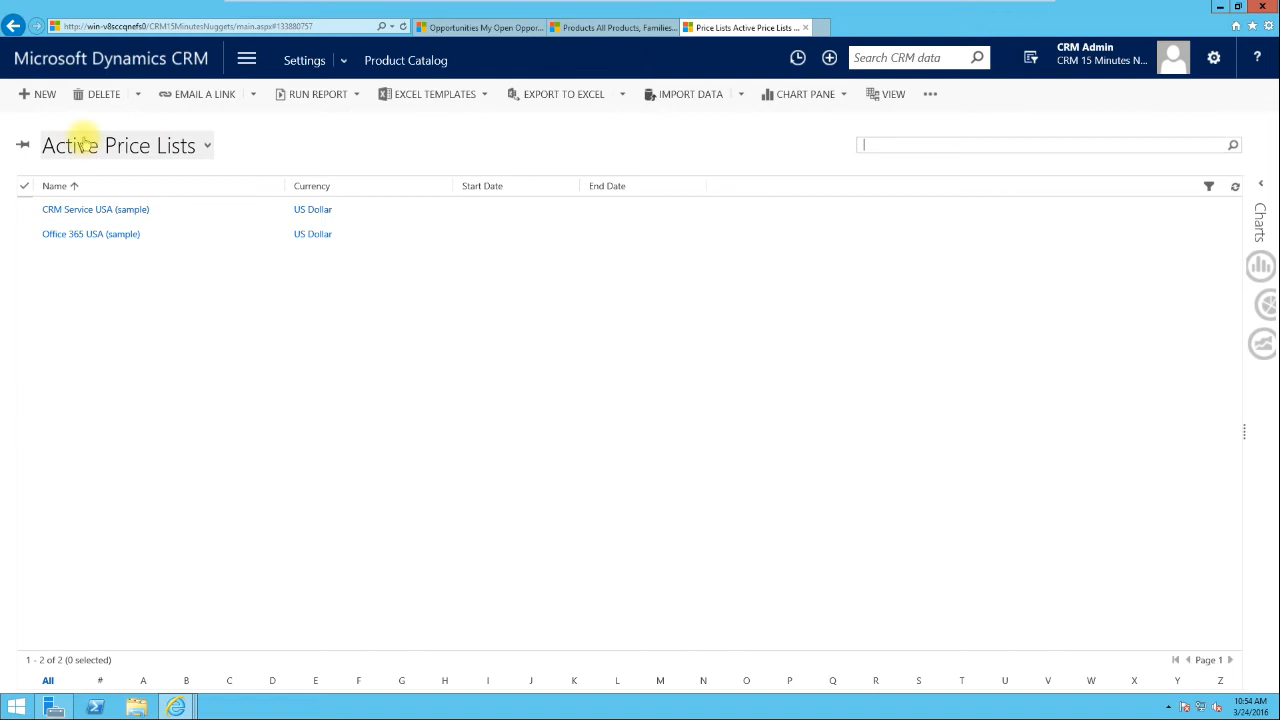 http://win-v8sccqnefs0/CRM15MinutesNuggets/main.aspx#133880757
Opportunities My Open Oppor...
Products All Products, Families...
Price Lists Active Price Lists ...
Microsoft Dynamics CRM
Settings
Product Catalog
Search CRM data
CRM Admin
CRM 15 Minutes N...
?
NEW
DELETE
EMAIL A LINK
RUN REPORT
EXCEL TEMPLATES
EXPORT TO EXCEL
IMPORT DATA
CHART PANE
VIEW
Active Price Lists
Name
Currency
Start Date
End Date
CRM Service USA (sample)
US Dollar
Office 365 USA (sample)
US Dollar
Charts
1 - 2 of 2 (0 selected)
Page 1
All # A B C D E F G H I J K L M N O P Q R S T U V W X Y Z
10:54 AM
3/24/2016